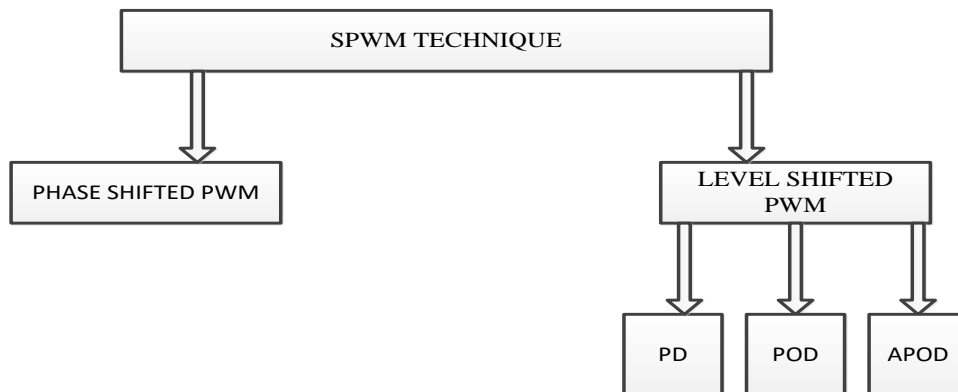 SPWM TECHNIQUE
PHASE SHIFTED PWM
LEVEL SHIFTED
PWM
PD
POD
APOD